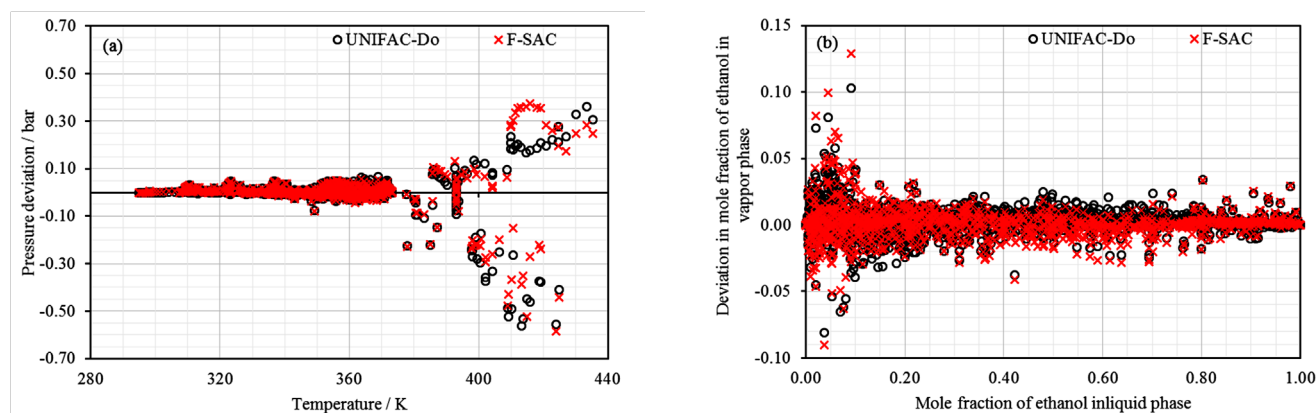 (a)
UNIFAC-Do
F-SAC
0.70
0.50
0.30
0.10
-0.10
-0.30
-0.50
-0.70
Pressure deviation / bar
280
320
360
400
440
Temperature / K
(b)
UNIFAC-Do
F-SAC
0.15
0.10
0.05
0.00
-0.05
-0.10
Deviation in mole fraction of ethanol in
vappor phase
0.00
0.20
0.40
0.60
0.80
1.00
Mole fraction of ethanol inliquid phase